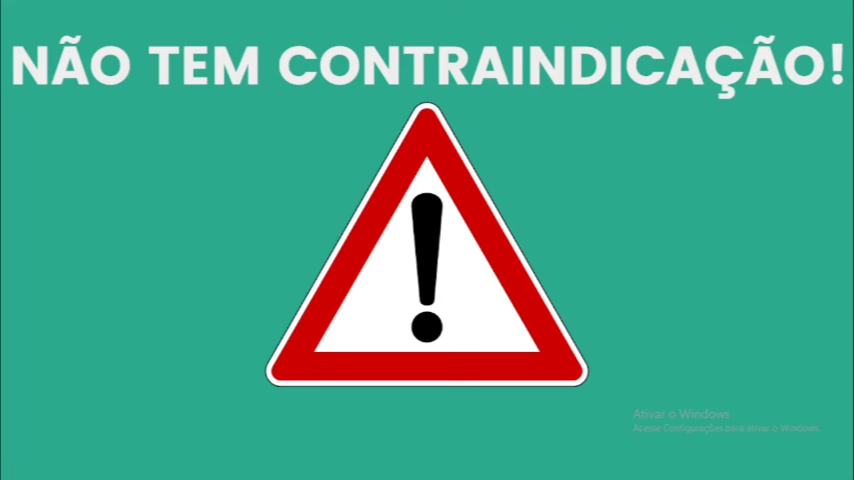 NÃO TEM CONTRAINDICAÇÃO!
Ativar o Windows
Acesse Configurações para ativar o Windows.